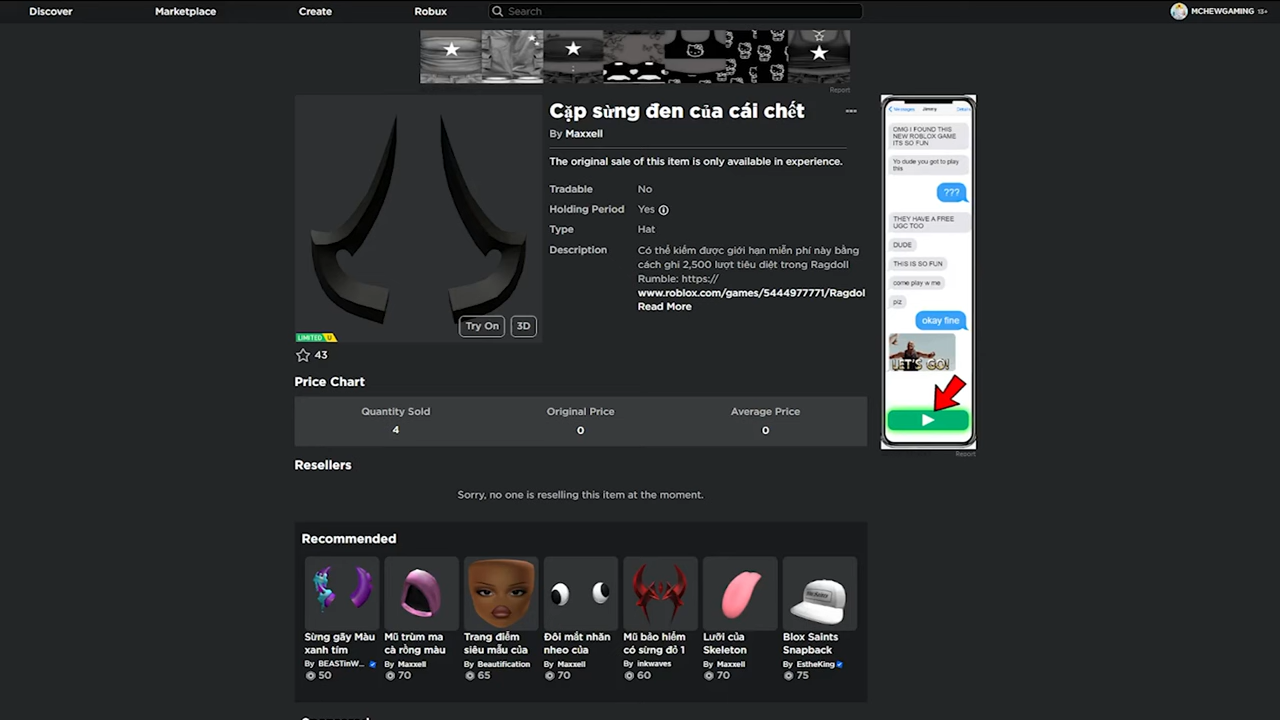 Discover
Marketplace
Create
Robux
Search
MCHEWGAMING 13+
Report
Cặp sừng đen của cái chết
By Maxxell
The original sale of this item is only available in experience.
Tradable No
Holding Period Yes
Type Hat
Description Có thể kiếm được giới hạn miễn phí này bằng
cách ghi 2,500 lượt tiêu diệt trong Ragdoll
Rumble: https://
www.roblox.com/games/5444977771/Ragdol
Read More
Try On
3D
LIMITED U
43
Price Chart
Quantity Sold
Original Price
Average Price
4
0
0
Resellers
Sorry, no one is reselling this item at the moment.
Messages
Jimmy
OMG I FOUND THIS
NEW ROBLOX GAME
ITS SO FUN
Yo dude you got to play
this
???
THEY HAVE A FREE
UGC TOO
DUDE
THIS IS SO FUN
come play w me
plz
okay fine
LET'S GO!
Report
Recommended
Sừng gãy Màu
xanh tím
By BEASTinW...
50
Mũ trùm ma
cà rồng màu
By Maxxell
70
Trang điểm
siêu mẫu của
By Beautification
65
Đôi mắt nhăn
nheo của
By Maxxell
70
Mũ bảo hiểm
có sừng đỏ 1
By inkwaves
60
Lưỡi của
Skeleton
By Maxxell
70
Blox Saints
Snapback
By EstheKing
75